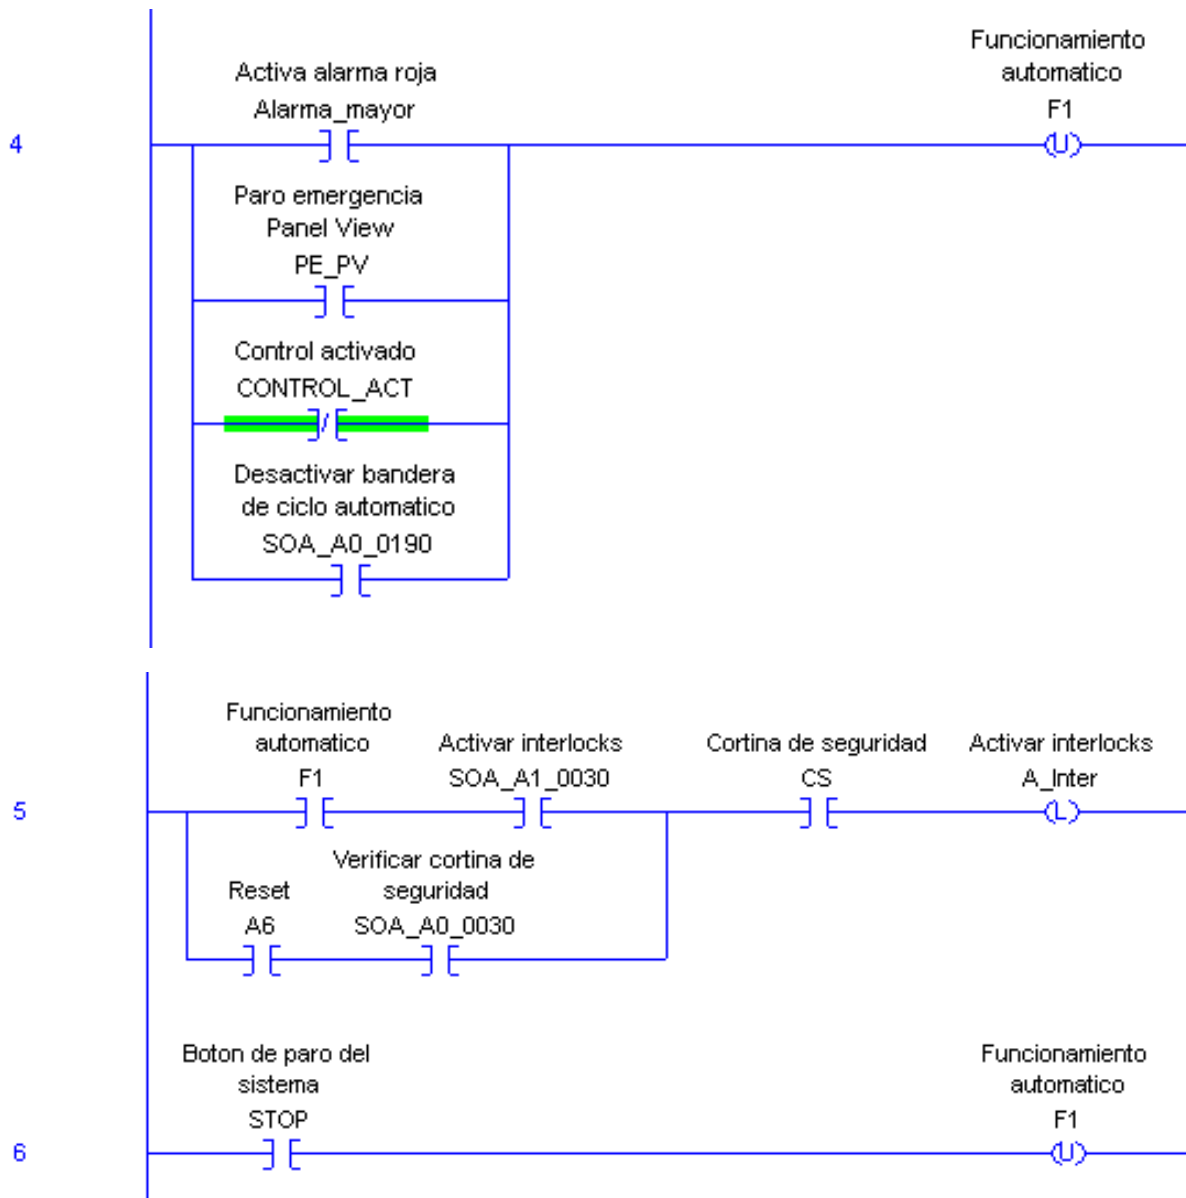 Funcionamiento
automatico
F1
Activa alarma roja
Alarma_mayor
4
U
Paro emergencia
Panel View
PE_PV
Control activado
CONTROL_ACT
/
Desactivar bandera
de ciclo automatico
SOA_A0_0190
Funcionamiento
automatico
F1
Activar interlocks
SOA_A1_0030
Cortina de seguridad
CS
Activar interlocks
A_Inter
5
L
Reset
A6
Verificar cortina de
seguridad
SOA_A0_0030
Boton de paro del
sistema
STOP
Funcionamiento
automatico
F1
6
U